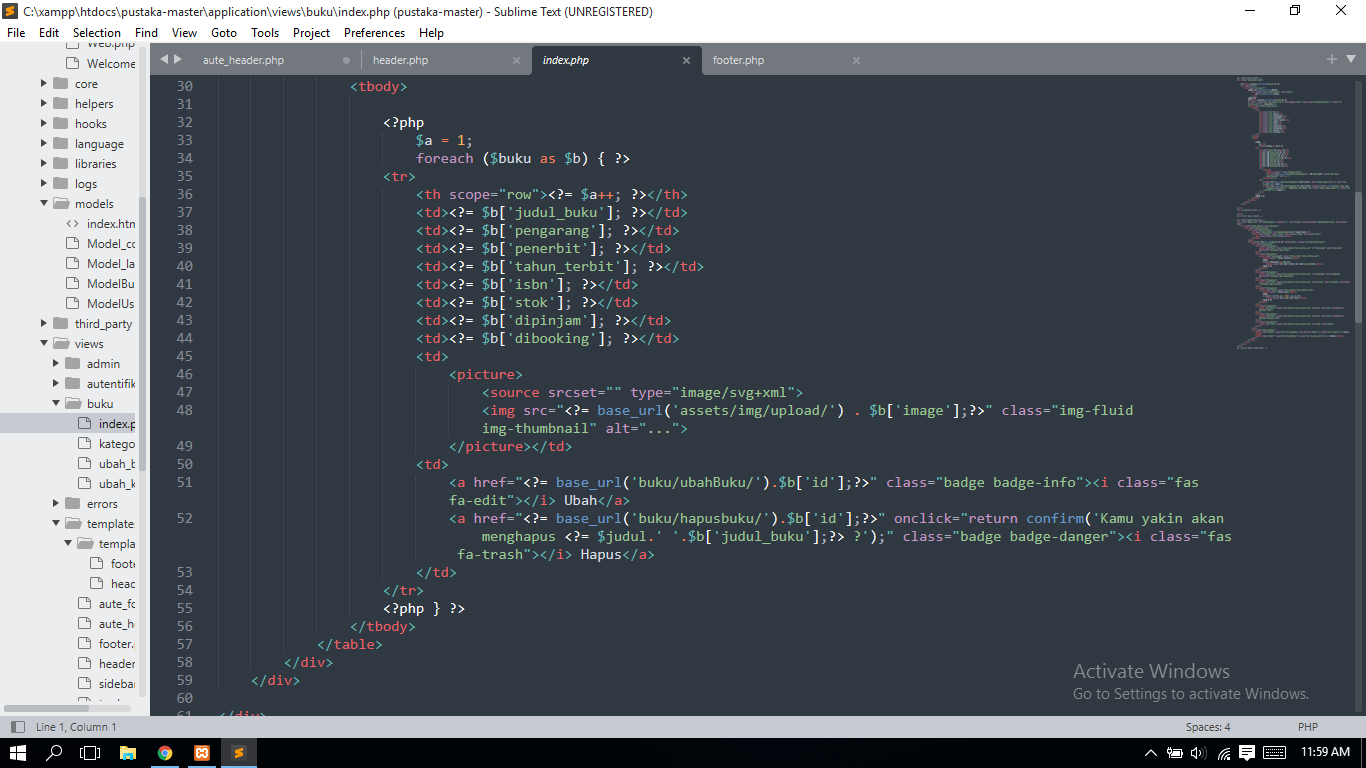 C:\xampp\htdocs\pustaka-master\application\views\buku\index.php (pustaka-master) - Sublime Text (UNREGISTERED)
File Edit Selection Find View Goto Tools Project Preferences Help
Web.php
Welcome
core
helpers
hooks
language
libraries
logs
models
index.htm
Model_co
Model_la
ModelBu
ModelUs
third_party
views
admin
autentifik
buku
index.p
katego
ubah_b
ubah_k
errors
template
templa
foote
head
aute_fo
aute_h
footer.
header
sideba
aute_header.php header.php index.php footer.php
30 <tbody>
31
32 <?php
33 $a = 1;
34 foreach ($buku as $b) { ?>
35 <tr>
36 <th scope="row"><?= $a++; ?></th>
37 <td><?= $b['judul_buku']; ?></td>
38 <td><?= $b['pengarang']; ?></td>
39 <td><?= $b['penerbit']; ?></td>
40 <td><?= $b['tahun_terbit']; ?></td>
41 <td><?= $b['isbn']; ?></td>
42 <td><?= $b['stok']; ?></td>
43 <td><?= $b['dipinjam']; ?></td>
44 <td><?= $b['dibooking']; ?></td>
45 <td>
46 <picture>
47 <source srcset="" type="image/svg+xml">
48 <img src="<?= base_url('assets/img/upload/') . $b['image'];?>" class="img-fluid
img-thumbnail" alt="...">
49 </picture></td>
50 <td>
51 <a href="<?= base_url('buku/ubahBuku/').$b['id'];?>" class="badge badge-info"><i class="fas
fa-edit"></i> Ubah</a>
52 <a href="<?= base_url('buku/hapusbuku/').$b['id'];?>" onclick="return confirm('Kamu yakin akan
menghapus <?= $judul.' '.$b['judul_buku'];?> ?');" class="badge badge-danger"><i class="fas
fa-trash"></i> Hapus</a>
53 </td>
54 </tr>
55 <?php } ?>
56 </tbody>
57 </table>
58 </div>
59 </div>
60
61 </div>
Activate Windows
Go to Settings to activate Windows.
Line 1, Column 1 Spaces: 4 PHP
11:59 AM